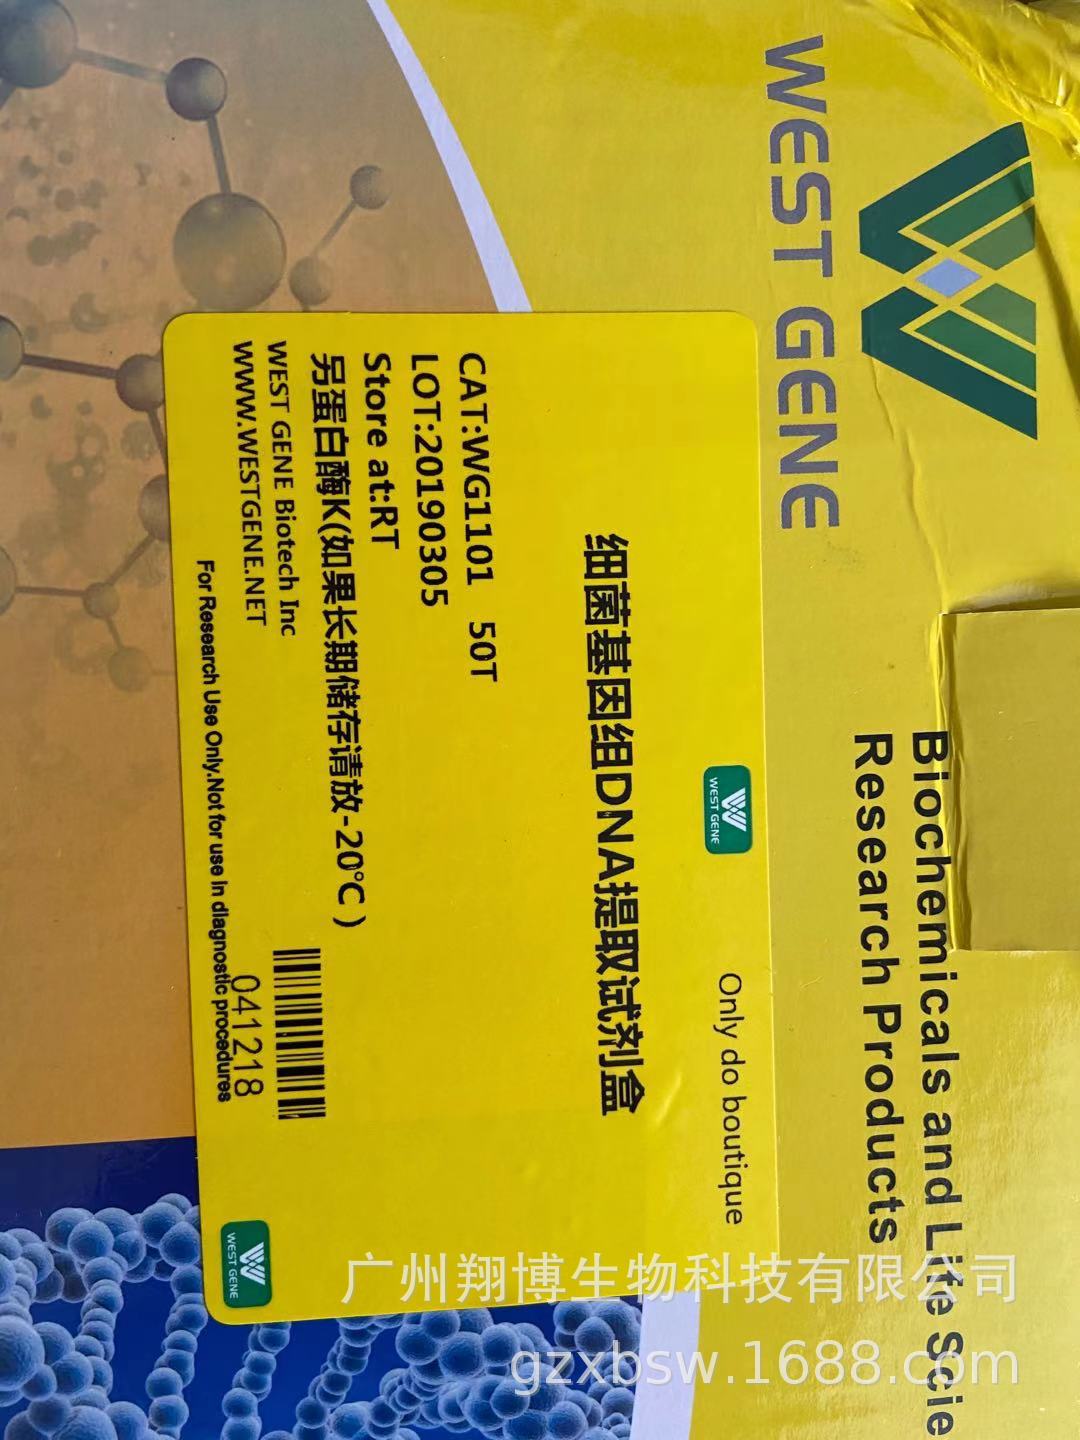 WEST GENE
Biochemicals and Life Scie
Research Products
WEST GENE
Only do boutique
细菌基因组DNA提取试剂盒
CAT:WG1101 50T
LOT:20190305
Store at:RT
另蛋白酶K(如果长期储存请放-20℃)
WEST GENE Biotech Inc
WWW.WESTGENE.NET
041218
For Research Use Only.Not for use in diagnostic procedures
WEST GENE
广州翔博生物科技有限公司
gzxbsw.1688.com